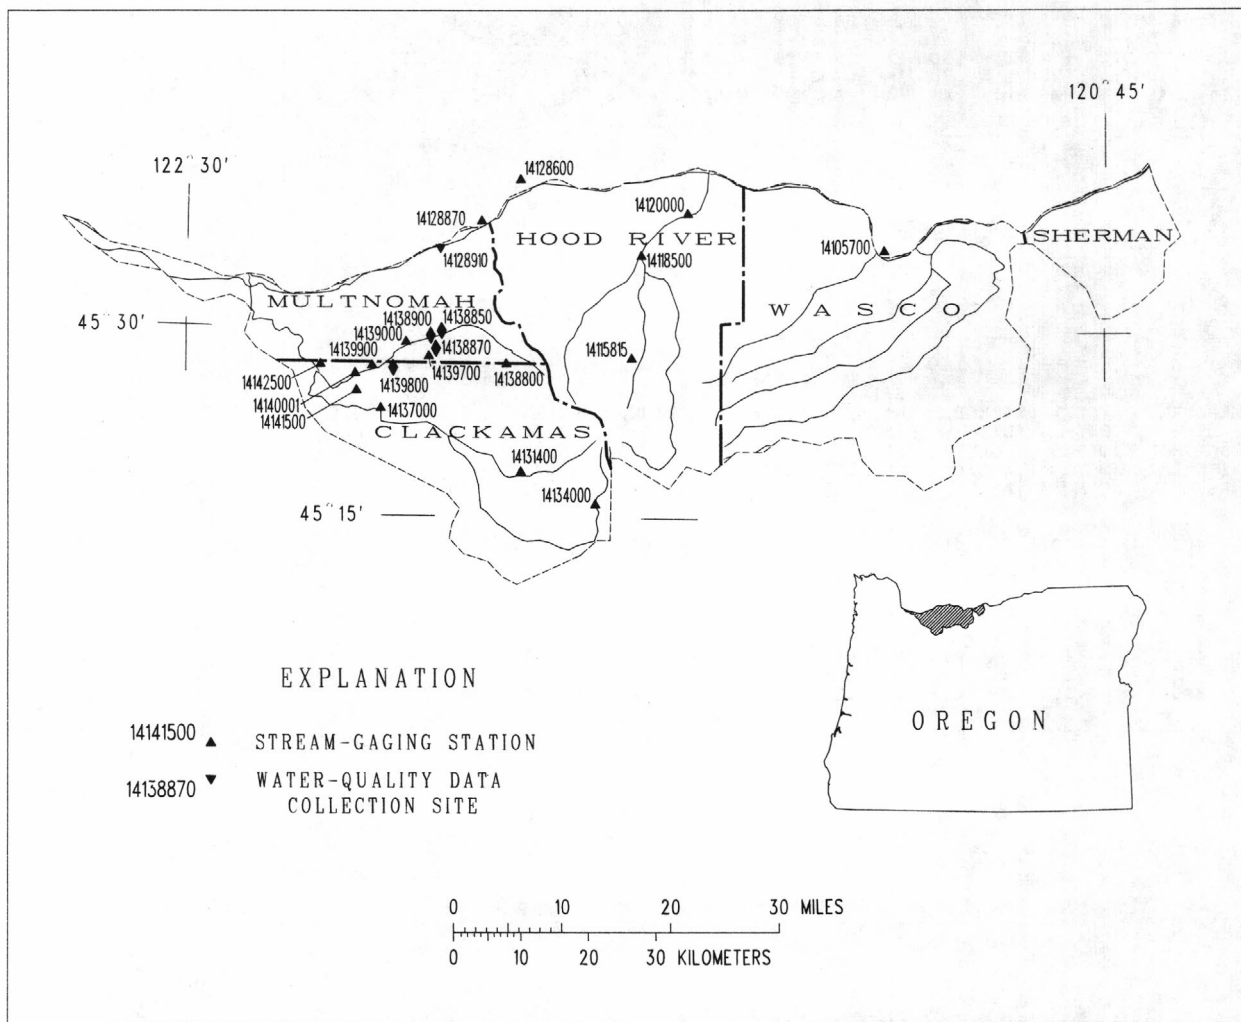 120° 45'
122° 30'
14128600
14128870
14120000
HOOD RIVER
14128910
14118500
14105700
SHERMAN
MULTNOMAH
WASCO
45° 30'
14138900
14138850
14139000
14138870
14139900
14115815
14142500
14139800
14139700
14138800
14140001
14141500
14137000
CLACKAMAS
14131400
14134000
45° 15'
EXPLANATION
14141500
STREAM-GAGING STATION
14138870
WATER-QUALITY DATA
COLLECTION SITE
OREGON
0 10 20 30 MILES
0 10 20 30 KILOMETERS